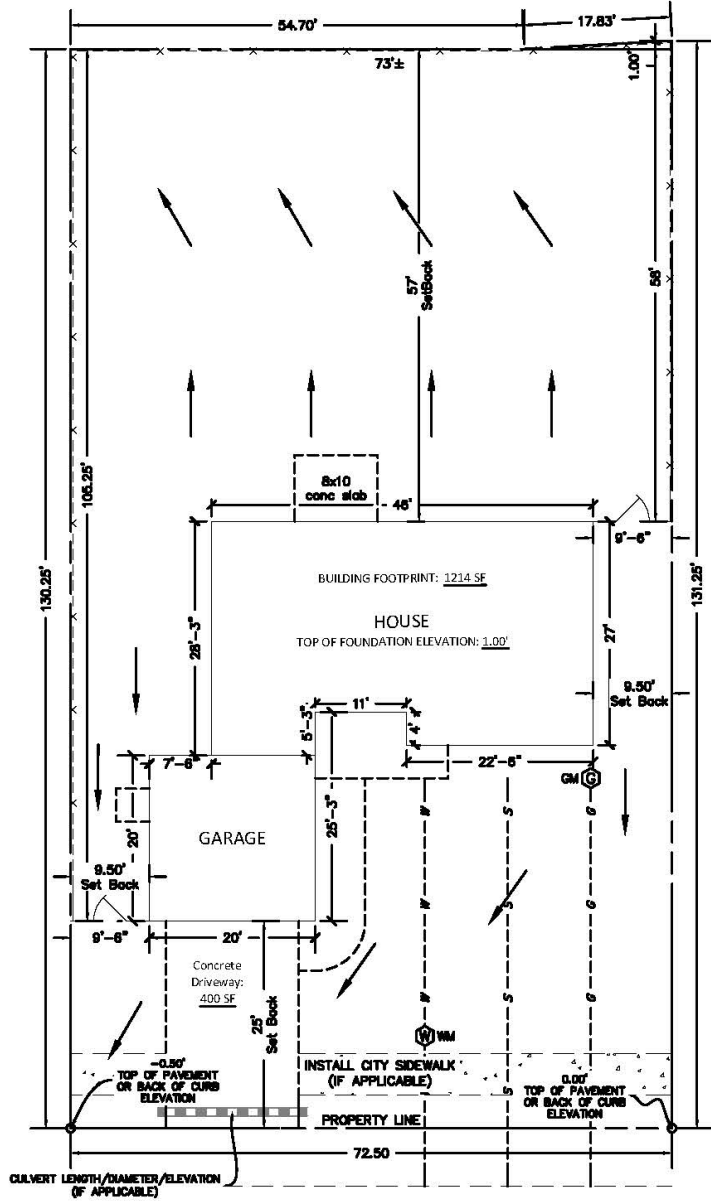 54.70'
17.83'
73'±
1.00'
57'
SetBack
58'
105.25'
130.25'
131.25'
8x10
conc slab
46'
9'-6"
BUILDING FOOTPRINT: 1214 SF
HOUSE
TOP OF FOUNDATION ELEVATION: 1.00'
28'-3"
27'
9.50'
Set Back
11'
5'-3"
4'
7'-6"
22'-6"
GM G
GARAGE
20'
25'-3"
W S G
9.50'
Set Back
W S G
9'-6"
20'
Concrete
Driveway:
400 SF
25'
Set Back
W S G
W WM
-0.50'
TOP OF PAVEMENT
OR BACK OF CURB
ELEVATION
INSTALL CITY SIDEWALK
(IF APPLICABLE)
S
0.00'
TOP OF PAVEMENT
OR BACK OF CURB
ELEVATION
PROPERTY LINE
72.50
CULVERT LENGTH/DIAMETER/ELEVATION
(IF APPLICABLE)